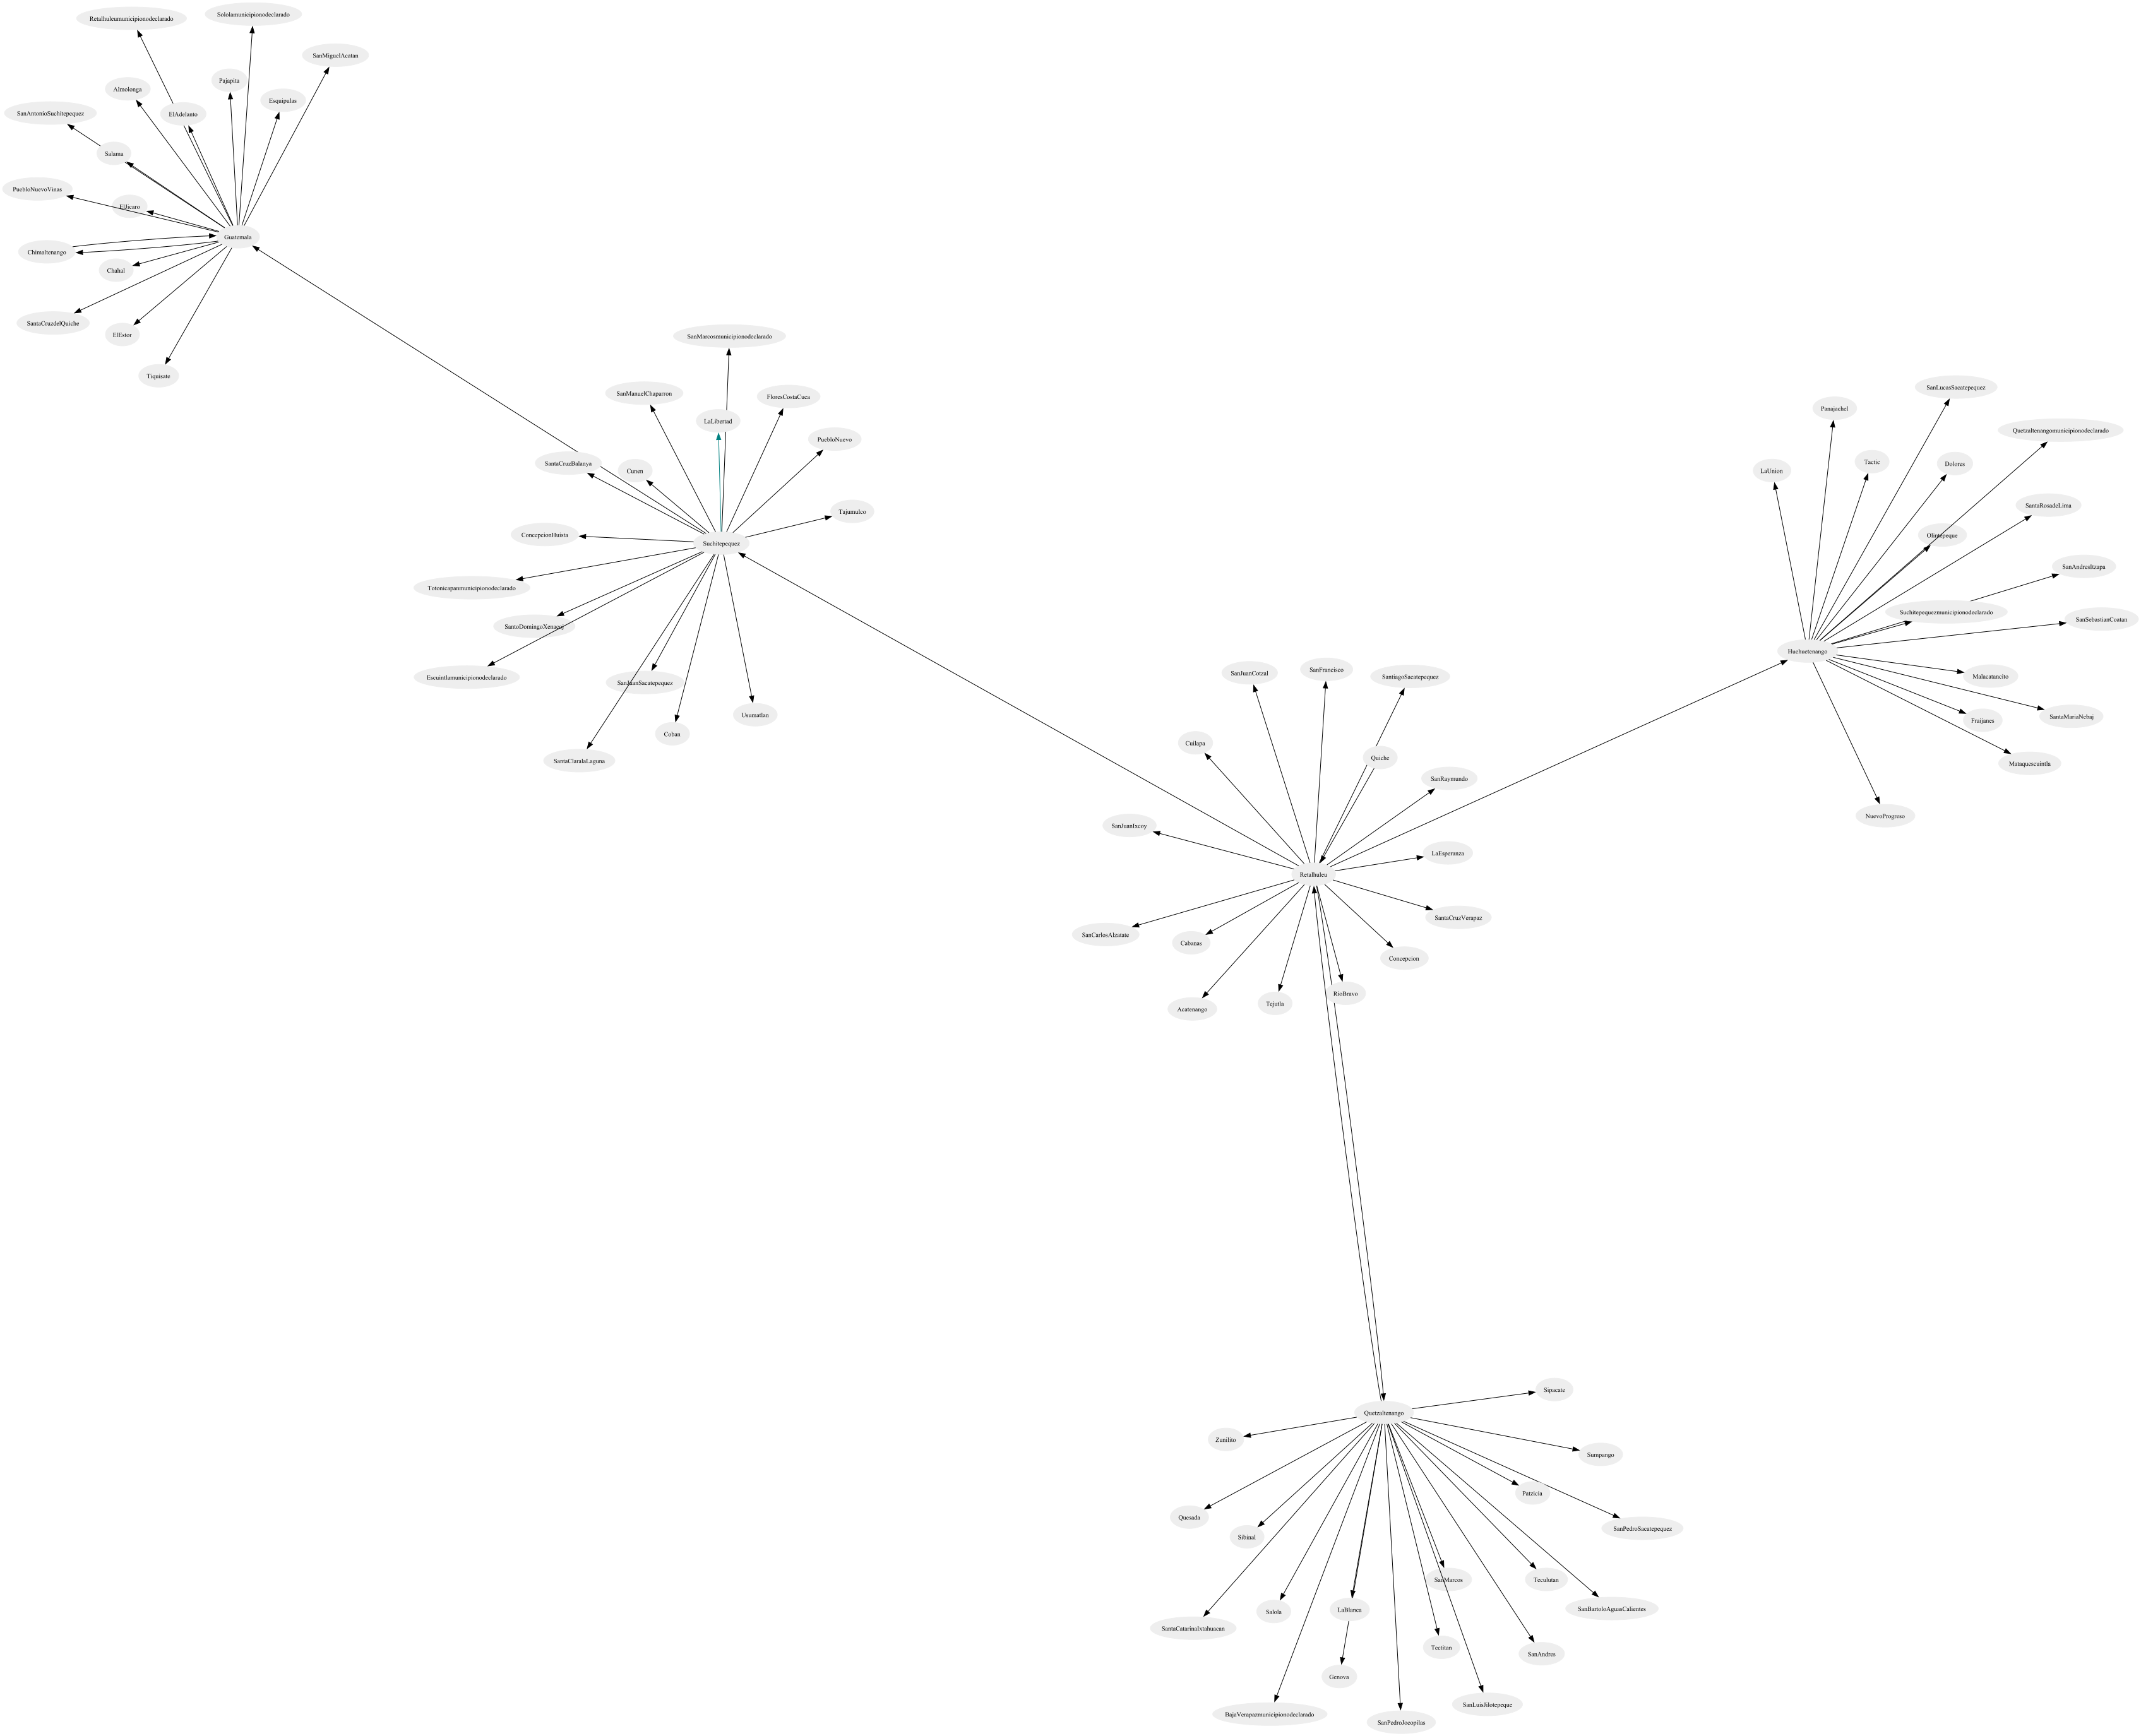 Sololamunicipionodeclarado
Retalhuleumunicipionodeclarado
SanMiguelAcatan
Pajapita
Almolonga
Esquipulas
SanAntonioSuchitepequez
ElAdelanto
Salama
PuebloNuevoVinas
ElJicaro
Guatemala
Chimaltenango
Chahal
SantaCruzdelQuiche
ElEstor
Tiquisate
SanMarcosmunicipionodeclarado
SanManuelChaparron
FloresCostaCuca
LaLibertad
PuebloNuevo
SantaCruzBalanya
Cunen
Tajumulco
ConcepcionHuista
Suchitepequez
Totonicapanmunicipionodeclarado
SantoDomingoXenacoj
Escuintlamunicipionodeclarado
SanJuanSacatepequez
Usumatlan
Coban
SantaClaralaLaguna
SanLucasSacatepequez
Panajachel
Quetzaltenangomunicipionodeclarado
Tactic
Dolores
LaUnion
SantaRosadeLima
Olintepeque
SanAndresItzapa
Suchitepequezmunicipionodeclarado
SanSebastianCoatan
Huehuetenango
Malacatancito
SantaMariaNebaj
Fraijanes
Mataquescuintla
NuevoProgreso
SanJuanCotzal
SanFrancisco
SantiagoSacatepequez
Cuilapa
Quiche
SanRaymundo
SanJuanIxcoy
LaEsperanza
Retalhuleu
SantaCruzVerapaz
SanCarlosAlzatate
Cabanas
Concepcion
RioBravo
Acatenango
Tejutla
Sipacate
Quetzaltenango
Zunilito
Sumpango
Patzicia
Quesada
SanPedroSacatepequez
Sibinal
SanMarcos
Teculutan
SanBartoloAguasCalientes
LaBlanca
Salola
SantaCatarinaIxtahuacan
Tectitan
SanAndres
Genova
SanLuisJilotepeque
BajaVerapazmunicipionodeclarado
SanPedroJocopilas